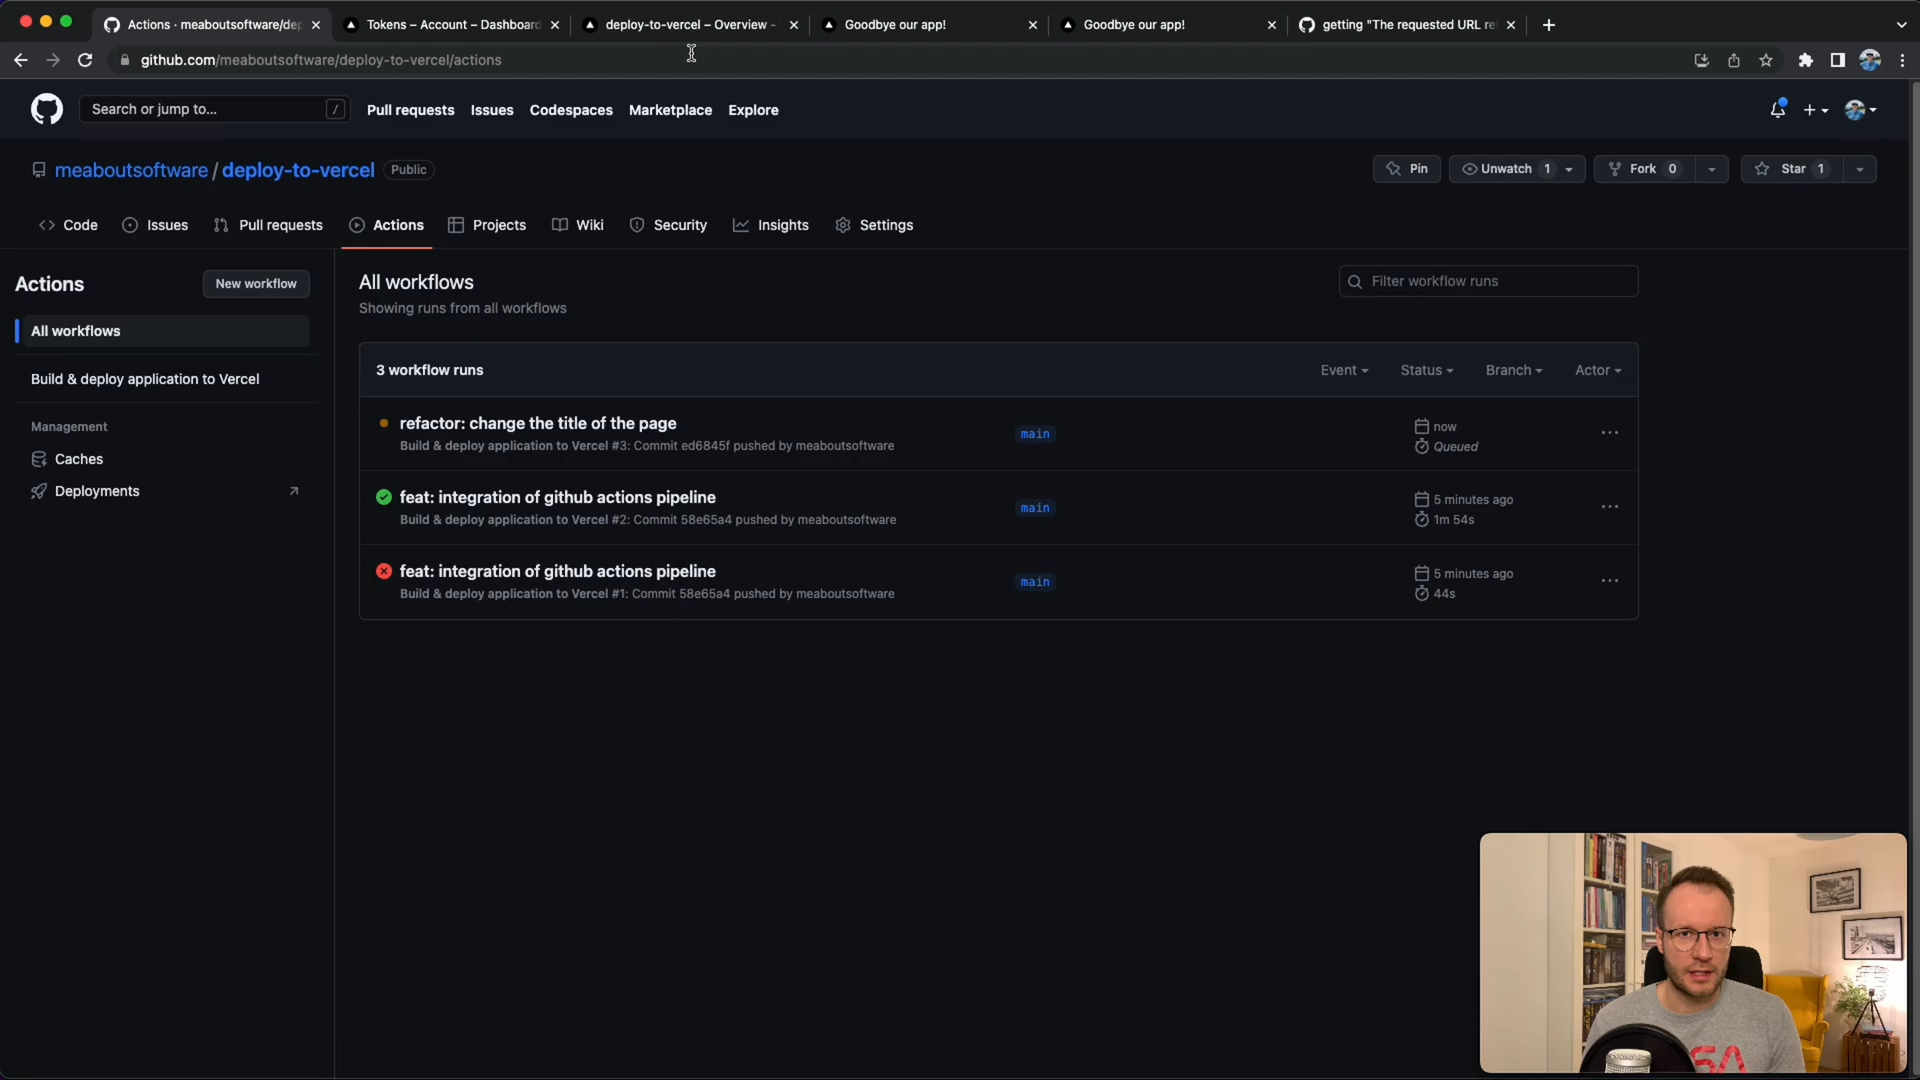 Actions · meaboutsoftware/dep
Tokens – Account – Dashboard
deploy-to-vercel – Overview –
Goodbye our app!
Goodbye our app!
getting "The requested URL re
github.com/meaboutsoftware/deploy-to-vercel/actions
Search or jump to...
/
Pull requests
Issues
Codespaces
Marketplace
Explore
meaboutsoftware / deploy-to-vercel
Public
Pin
Unwatch 1
Fork 0
Star 1
Code
Issues
Pull requests
Actions
Projects
Wiki
Security
Insights
Settings
Actions
New workflow
All workflows
Build & deploy application to Vercel
Management
Caches
Deployments
All workflows
Showing runs from all workflows
Filter workflow runs
3 workflow runs
Event
Status
Branch
Actor
refactor: change the title of the page
Build & deploy application to Vercel #3: Commit ed6845f pushed by meaboutsoftware
main
now
Queued
feat: integration of github actions pipeline
Build & deploy application to Vercel #2: Commit 58e65a4 pushed by meaboutsoftware
main
5 minutes ago
1m 54s
feat: integration of github actions pipeline
Build & deploy application to Vercel #1: Commit 58e65a4 pushed by meaboutsoftware
main
5 minutes ago
44s